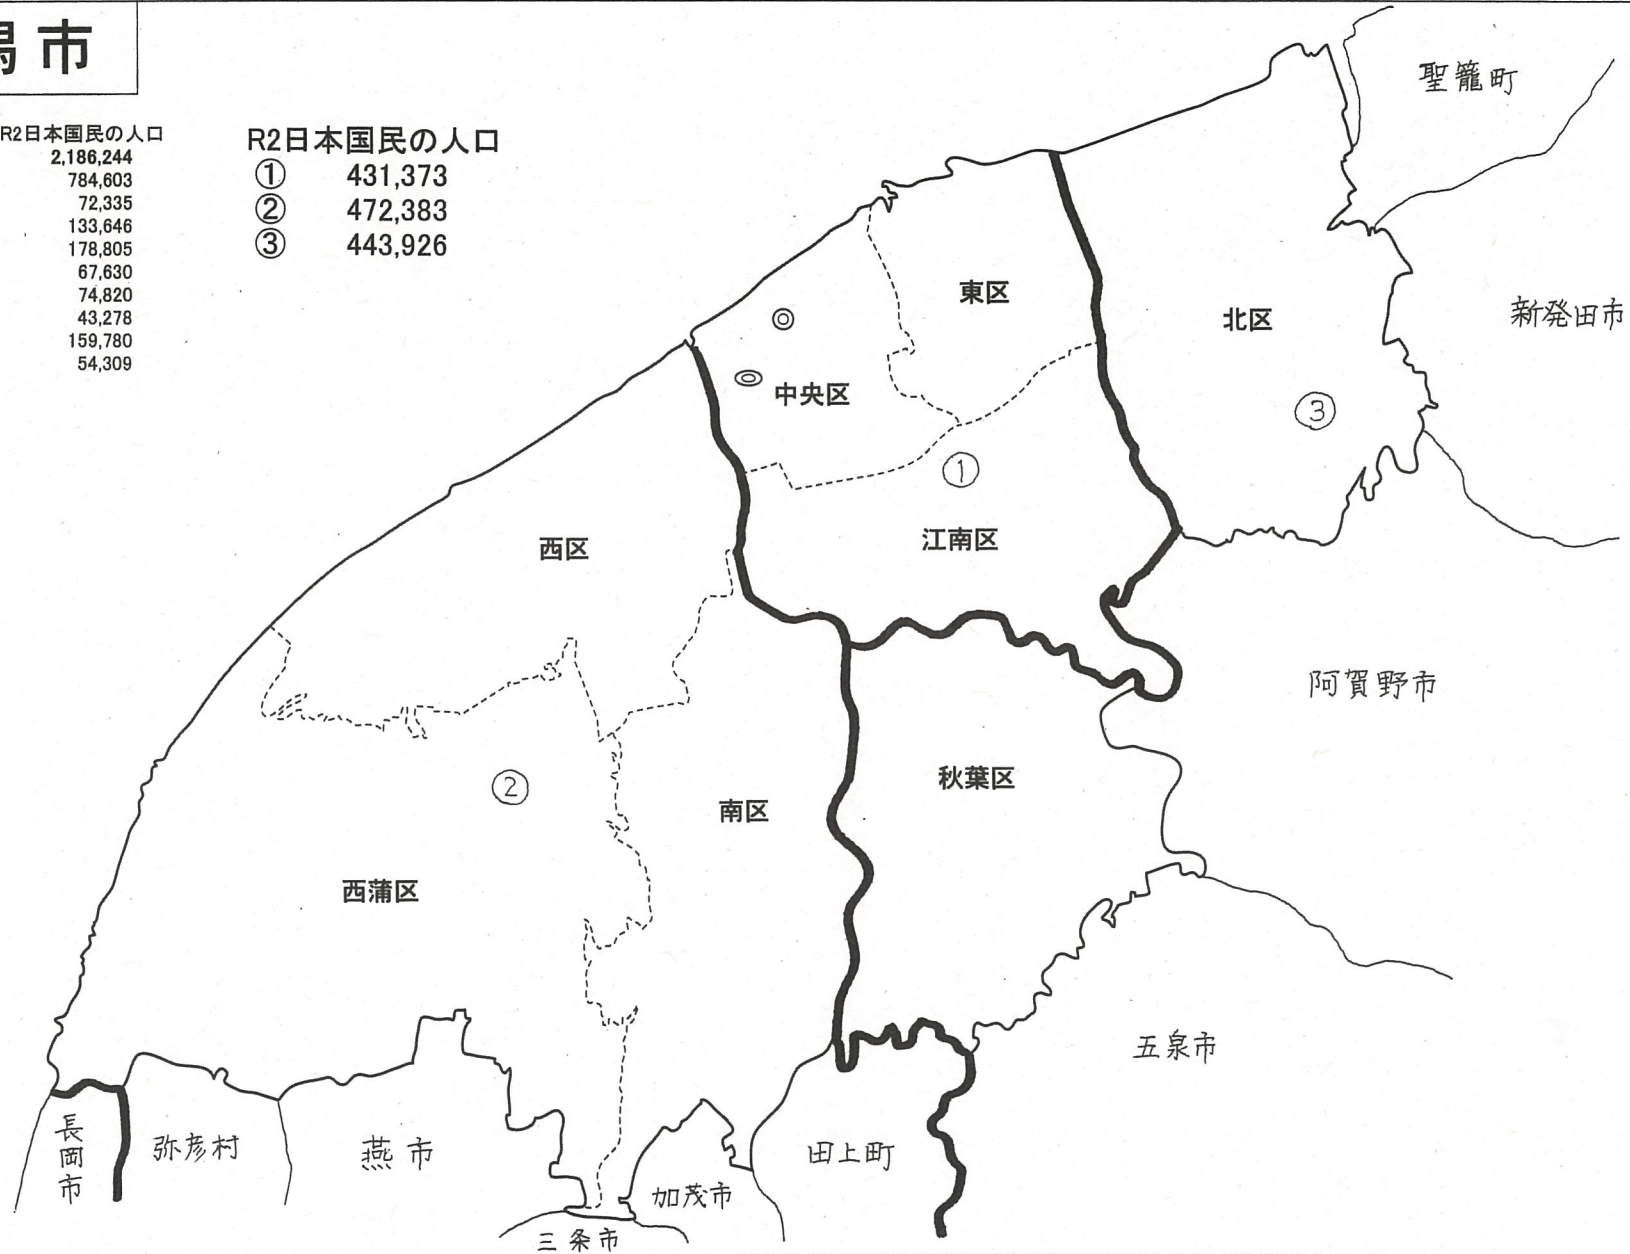 市
R2日本国民の人口
2,186,244
784,603
72,335
133,646
178,805
67,630
74,820
43,278
159,780
54,309
R2日本国民の人口
① 431,373
② 472,383
③ 443,926
聖籠町
東区
北区
新発田市
中央区
③
①
西区
江南区
阿賀野市
秋葉区
②
南区
西蒲区
五泉市
長岡市
弥彦村
燕市
田上町
加茂市
三条市